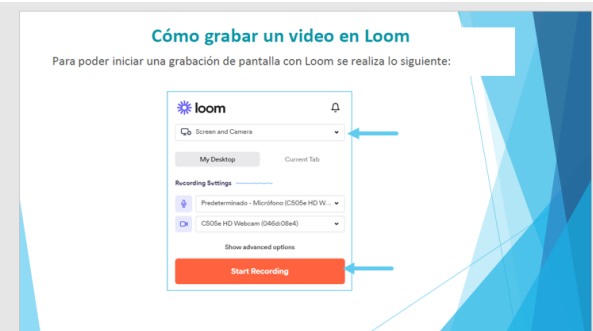 Cómo grabar un video en Loom
Para poder iniciar una grabación de pantalla con Loom se realiza lo siguiente:
loom
Screen and Camera
My Desktop Current Tab
Recording Settings
Predeterminado - Micrófono (C505e HD W...
C505e HD Webcam (046d:08e4)
Show advanced options
Start Recording